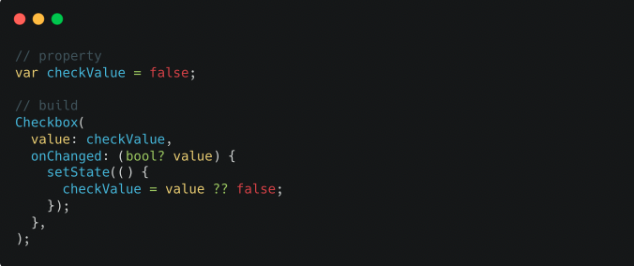 // property
var checkValue = false;

// build
Checkbox(
  value: checkValue,
  onChanged: (bool? value) {
    setState(() {
      checkValue = value ?? false;
    });
  },
);